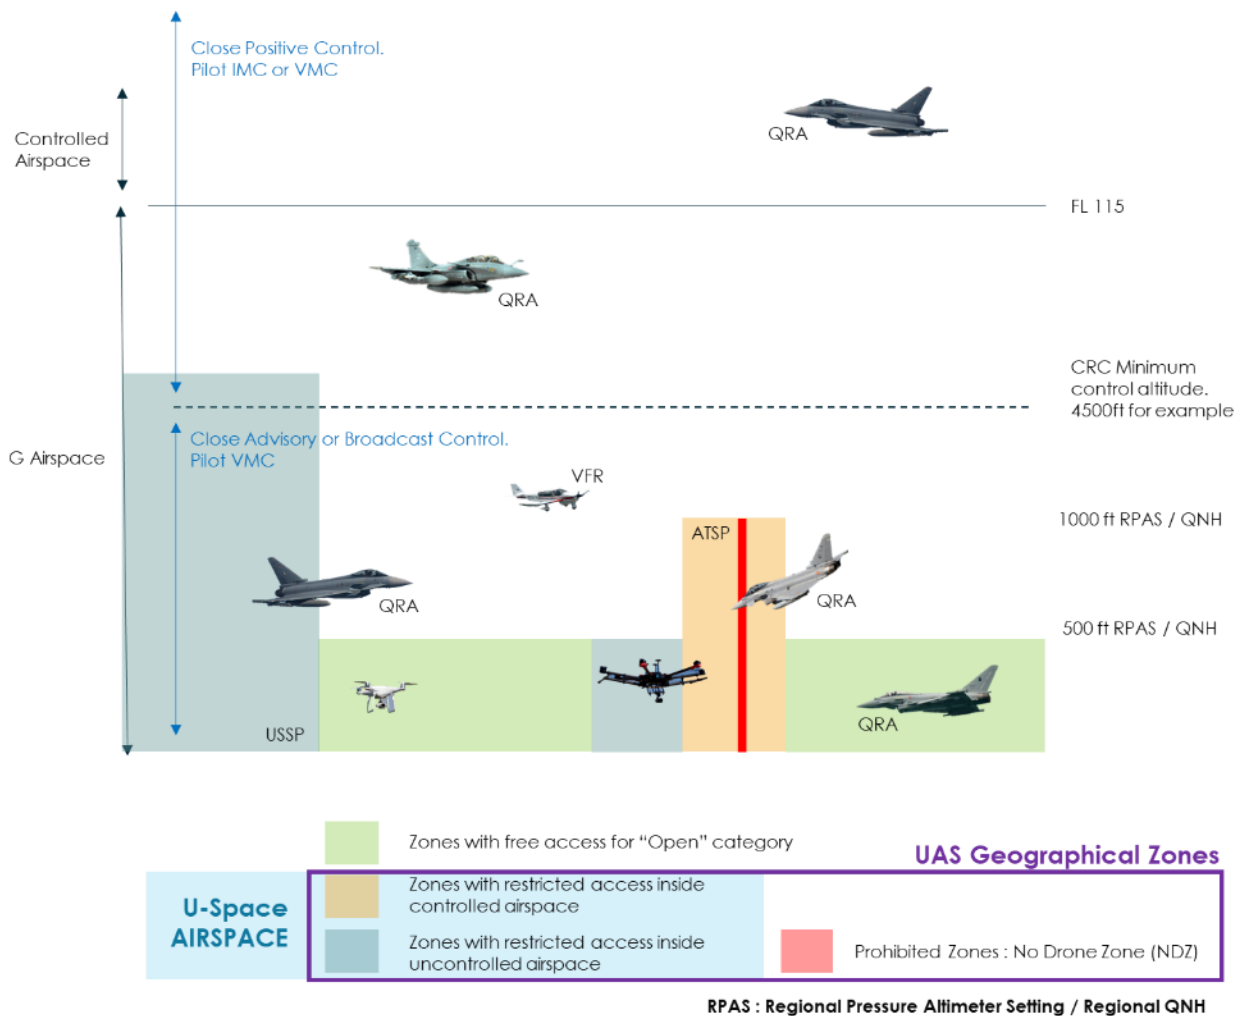 Close Positive Control.
Pilot IMC or VMC
Controlled
Airspace
QRA
FL 115
QRA
CRC Minimum
control altitude.
4500ft for example
Close Advisory or Broadcast Control.
Pilot VMC
G Airspace
VFR
1000 ft RPAS / QNH
ATSP
QRA
QRA
500 ft RPAS / QNH
QRA
USSP
Zones with free access for “Open” category
UAS Geographical Zones
U-Space
AIRSPACE
Zones with restricted access inside
controlled airspace
Zones with restricted access inside
uncontrolled airspace
Prohibited Zones : No Drone Zone (NDZ)
RPAS : Regional Pressure Altimeter Setting / Regional QNH